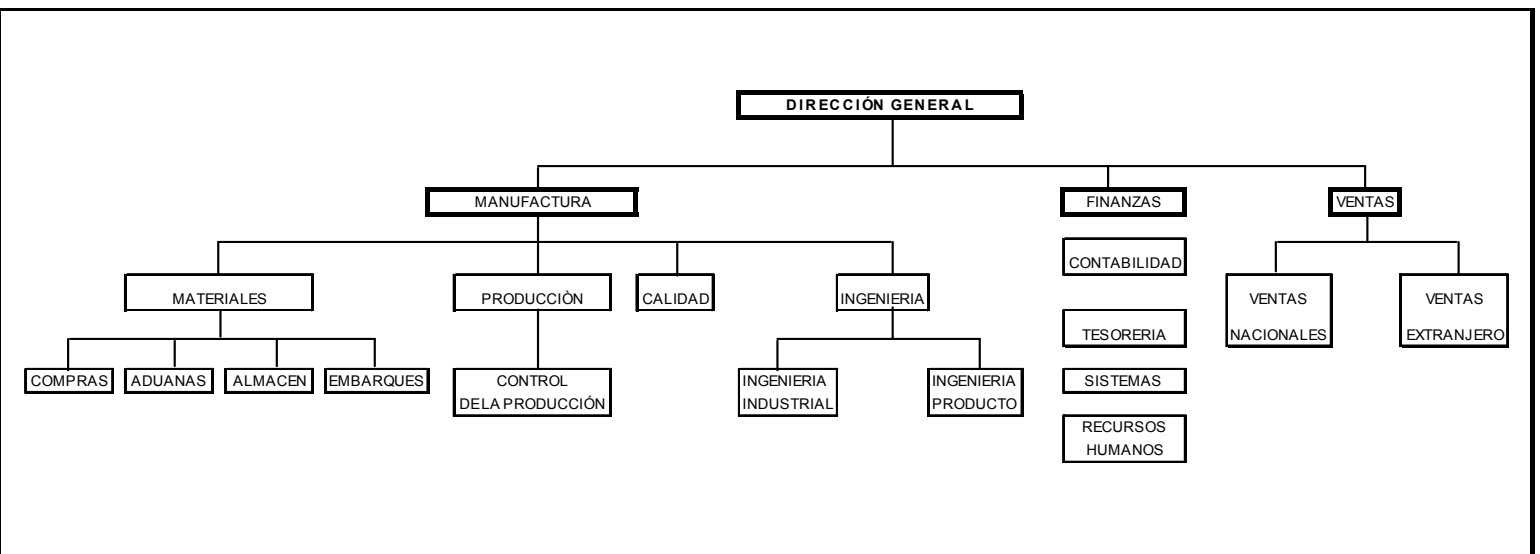 DIRECCIÓN GENERAL
MANUFACTURA
FINANZAS
VENTAS
CONTABILIDAD
MATERIALES
PRODUCCIÒN
CALIDAD
INGENIERIA
VENTAS
NACIONALES
VENTAS
EXTRANJERO
TESORERIA
COMPRAS
ADUANAS
ALMACEN
EMBARQUES
CONTROL
DELA PRODUCCIÓN
INGENIERIA
INDUSTRIAL
INGENIERIA
PRODUCTO
SISTEMAS
RECURSOS
HUMANOS